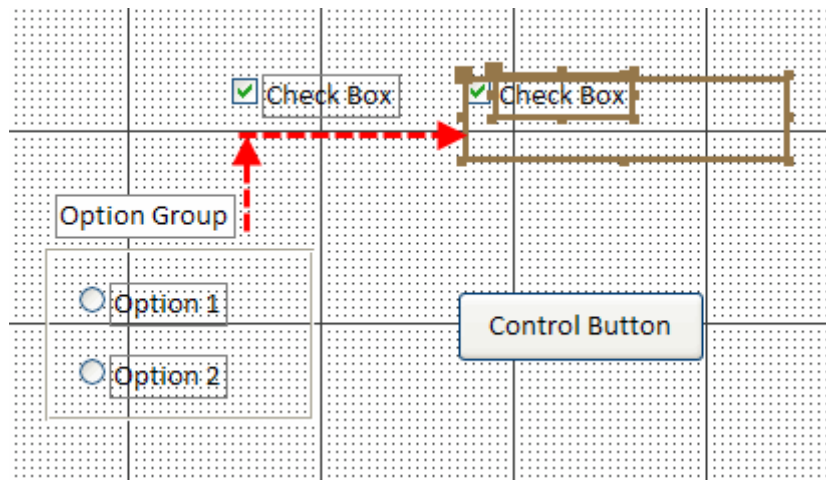 Check Box
Check Box
Option Group
Option 1
Control Button
Option 2